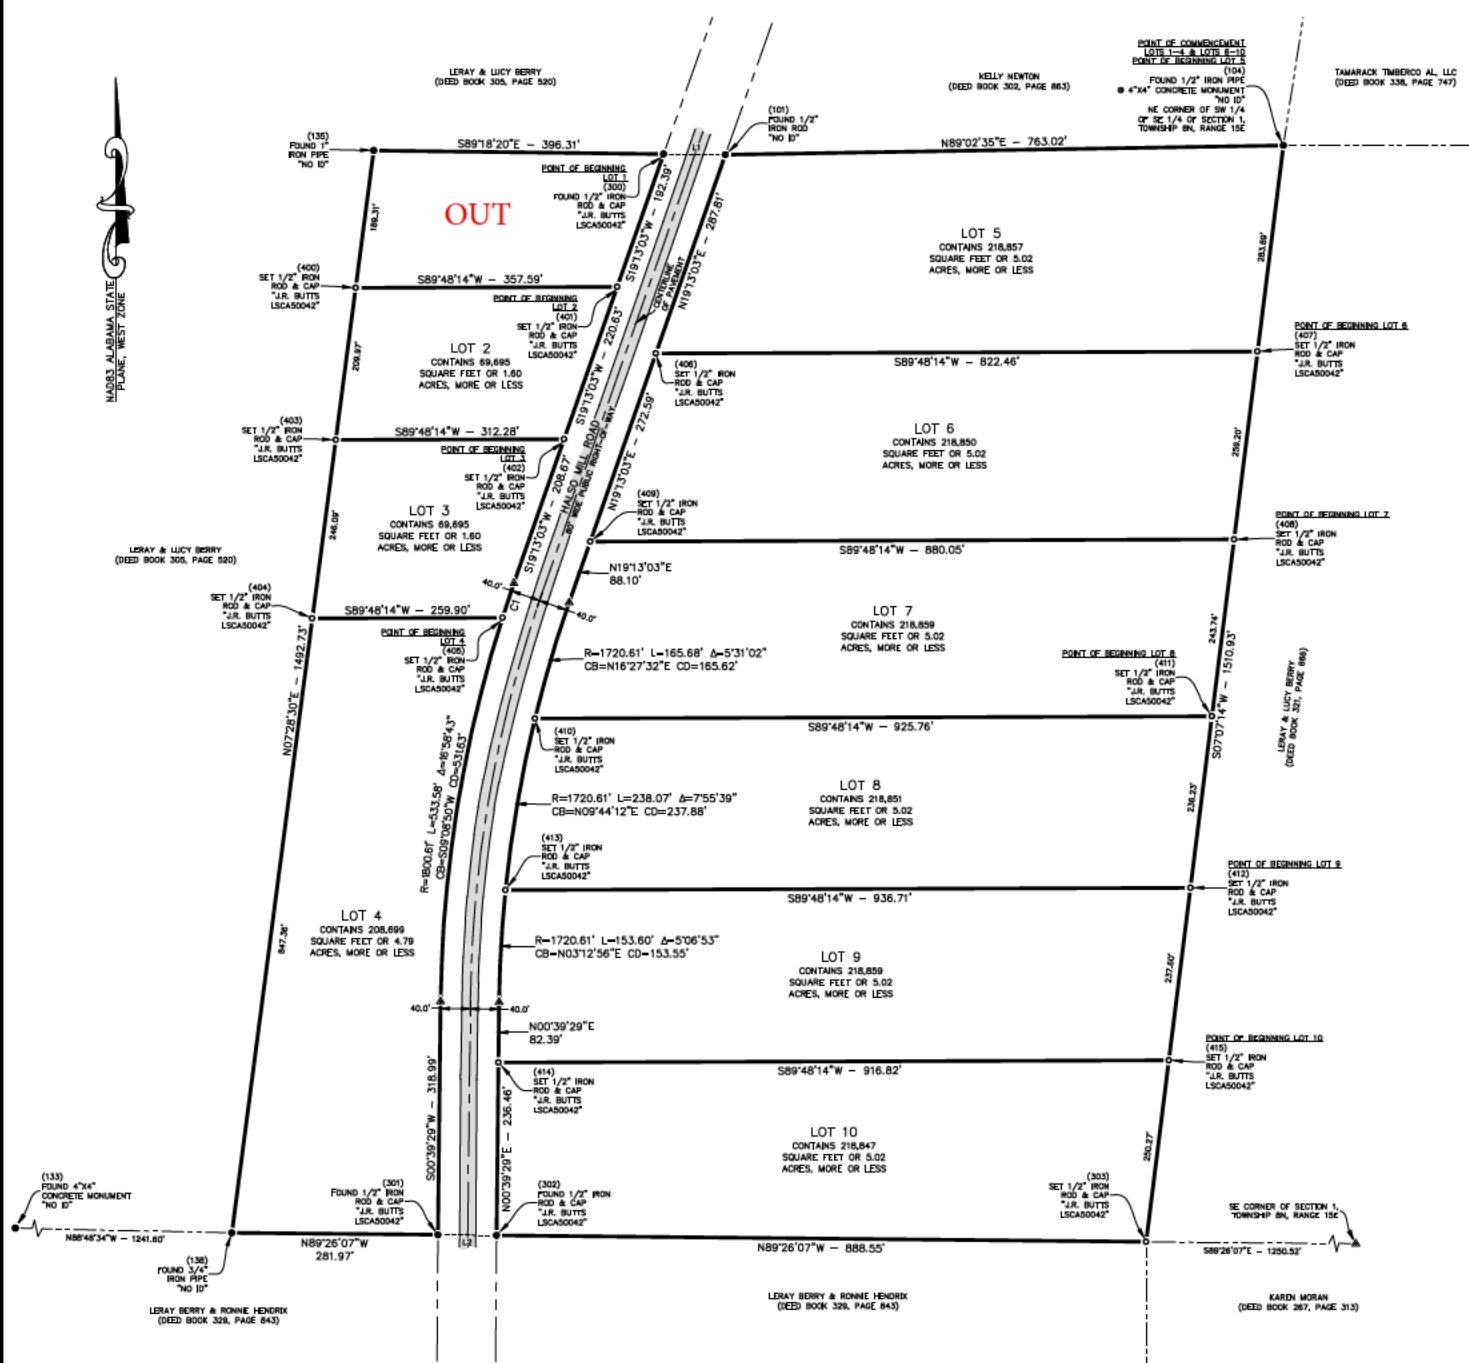 LERAY & LUCY BERRY
(DEED BOOK 305, PAGE 520)
KELLY NEWTON
(DEED BOOK 302, PAGE 863)
POINT OF COMMENCEMENT
LOTS 1-4 & LOTS 6-10
POINT OF BEGINNING LOT 5
(104)
FOUND 1/2" IRON PIPE
@ 4"X4" CONCRETE MONUMENT
"NO ID"
NE CORNER OF SW 1/4
OF SE 1/4 OF SECTION 1,
TOWNSHIP 8N, RANGE 15E
TAMARACK TIMBERCO AL, LLC
(DEED BOOK 338, PAGE 747)
(135)
FOUND 1"
IRON PIPE
"NO ID"
S89°18'20"E - 396.31'
(101)
FOUND 1/2"
IRON ROD
"NO ID"
L1
N89°02'35"E - 763.02'
POINT OF BEGINNING
LOT 1
(300)
FOUND 1/2" IRON
ROD & CAP
"J.R. BUTTS
LSCA50042"
OUT
189.31'
S19°13'03"W - 192.39'
N19°13'03"E - 287.81'
CENTERLINE
OF PAVEMENT
LOT 5
CONTAINS 218,857
SQUARE FEET OR 5.02
ACRES, MORE OR LESS
283.89'
NAD83 ALABAMA STATE
PLANE, WEST ZONE
(400)
SET 1/2" IRON
ROD & CAP
"J.R. BUTTS
LSCA50042"
S89°48'14"W - 357.59'
POINT OF BEGINNING
LOT 2
(401)
SET 1/2" IRON
ROD & CAP
"J.R. BUTTS
LSCA50042"
LOT 2
CONTAINS 69,695
SQUARE FEET OR 1.60
ACRES, MORE OR LESS
209.97'
S19°13'03"W - 220.63'
(406)
SET 1/2" IRON
ROD & CAP
"J.R. BUTTS
LSCA50042"
S89°48'14"W - 822.46'
POINT OF BEGINNING LOT 6
(407)
SET 1/2" IRON
ROD & CAP
"J.R. BUTTS
LSCA50042"
(403)
SET 1/2" IRON
ROD & CAP
"J.R. BUTTS
LSCA50042"
S89°48'14"W - 312.28'
POINT OF BEGINNING
LOT 3
(402)
SET 1/2" IRON
ROD & CAP
"J.R. BUTTS
LSCA50042"
HALSO MILL ROAD
80' WIDE PUBLIC RIGHT-OF-WAY
N19°13'03"E - 272.59'
LOT 6
CONTAINS 218,850
SQUARE FEET OR 5.02
ACRES, MORE OR LESS
259.20'
LOT 3
CONTAINS 69,695
SQUARE FEET OR 1.60
ACRES, MORE OR LESS
246.09'
S19°13'03"W - 208.67'
(409)
SET 1/2" IRON
ROD & CAP
"J.R. BUTTS
LSCA50042"
S89°48'14"W - 880.05'
POINT OF BEGINNING LOT 7
(408)
SET 1/2" IRON
ROD & CAP
"J.R. BUTTS
LSCA50042"
LERAY & LUCY BERRY
(DEED BOOK 305, PAGE 520)
N19°13'03"E
88.10'
40.0'
C1
40.0'
(404)
SET 1/2" IRON
ROD & CAP
"J.R. BUTTS
LSCA50042"
S89°48'14"W - 259.90'
POINT OF BEGINNING
LOT 4
(405)
SET 1/2" IRON
ROD & CAP
"J.R. BUTTS
LSCA50042"
LOT 7
CONTAINS 218,859
SQUARE FEET OR 5.02
ACRES, MORE OR LESS
243.74'
R=1720.61' L=165.68' Δ=5°31'02"
CB=N16°27'32"E CD=165.62'
POINT OF BEGINNING LOT 8
(411)
SET 1/2" IRON
ROD & CAP
"J.R. BUTTS
LSCA50042"
S07°07'14"W - 1510.93'
LERAY & LUCY BERRY
N07°28'30"E - 1492.73'
(410)
SET 1/2" IRON
ROD & CAP
"J.R. BUTTS
LSCA50042"
S89°48'14"W - 925.76'
R=1800.61' L=533.58' Δ=16°58'43"
CB=S09°08'50"W CD=531.63'
R=1720.61' L=238.07' Δ=7°55'39"
CB=N09°44'12"E CD=237.88'
LOT 8
CONTAINS 218,851
SQUARE FEET OR 5.02
ACRES, MORE OR LESS
236.23'
(413)
SET 1/2" IRON
ROD & CAP
"J.R. BUTTS
LSCA50042"
S89°48'14"W - 936.71'
POINT OF BEGINNING LOT 9
(412)
SET 1/2" IRON
ROD & CAP
"J.R. BUTTS
LSCA50042"
LOT 4
CONTAINS 208,699
SQUARE FEET OR 4.79
ACRES, MORE OR LESS
847.36'
R=1720.61' L=153.60' Δ=5°06'53"
CB=N03°12'56"E CD=153.55'
LOT 9
CONTAINS 218,859
SQUARE FEET OR 5.02
ACRES, MORE OR LESS
237.60'
40.0'
40.0'
N00°39'29"E
82.39'
POINT OF BEGINNING LOT 10
(415)
SET 1/2" IRON
ROD & CAP
"J.R. BUTTS
LSCA50042"
S00°39'29"W - 318.99'
(414)
SET 1/2" IRON
ROD & CAP
"J.R. BUTTS
LSCA50042"
S89°48'14"W - 916.82'
N00°39'29"E - 236.46'
LOT 10
CONTAINS 218,847
SQUARE FEET OR 5.02
ACRES, MORE OR LESS
250.27'
(133)
FOUND 4"X4"
CONCRETE MONUMENT
"NO ID"
(301)
FOUND 1/2" IRON
ROD & CAP
"J.R. BUTTS
LSCA50042"
(302)
FOUND 1/2" IRON
ROD & CAP
"J.R. BUTTS
LSCA50042"
(303)
SET 1/2" IRON
ROD & CAP
"J.R. BUTTS
LSCA50042"
SE CORNER OF SECTION 1,
TOWNSHIP 8N, RANGE 15E
N88°48'34"W - 1241.60'
N89°26'07"W
281.97'
L2
N89°26'07"W - 888.55'
S89°26'07"E - 1250.52'
(138)
FOUND 3/4"
IRON PIPE
"NO ID"
LERAY BERRY & RONNIE HENDRIX
(DEED BOOK 329, PAGE 843)
LERAY BERRY & RONNIE HENDRIX
(DEED BOOK 329, PAGE 843)
KAREN MORAN
(DEED BOOK 267, PAGE 313)